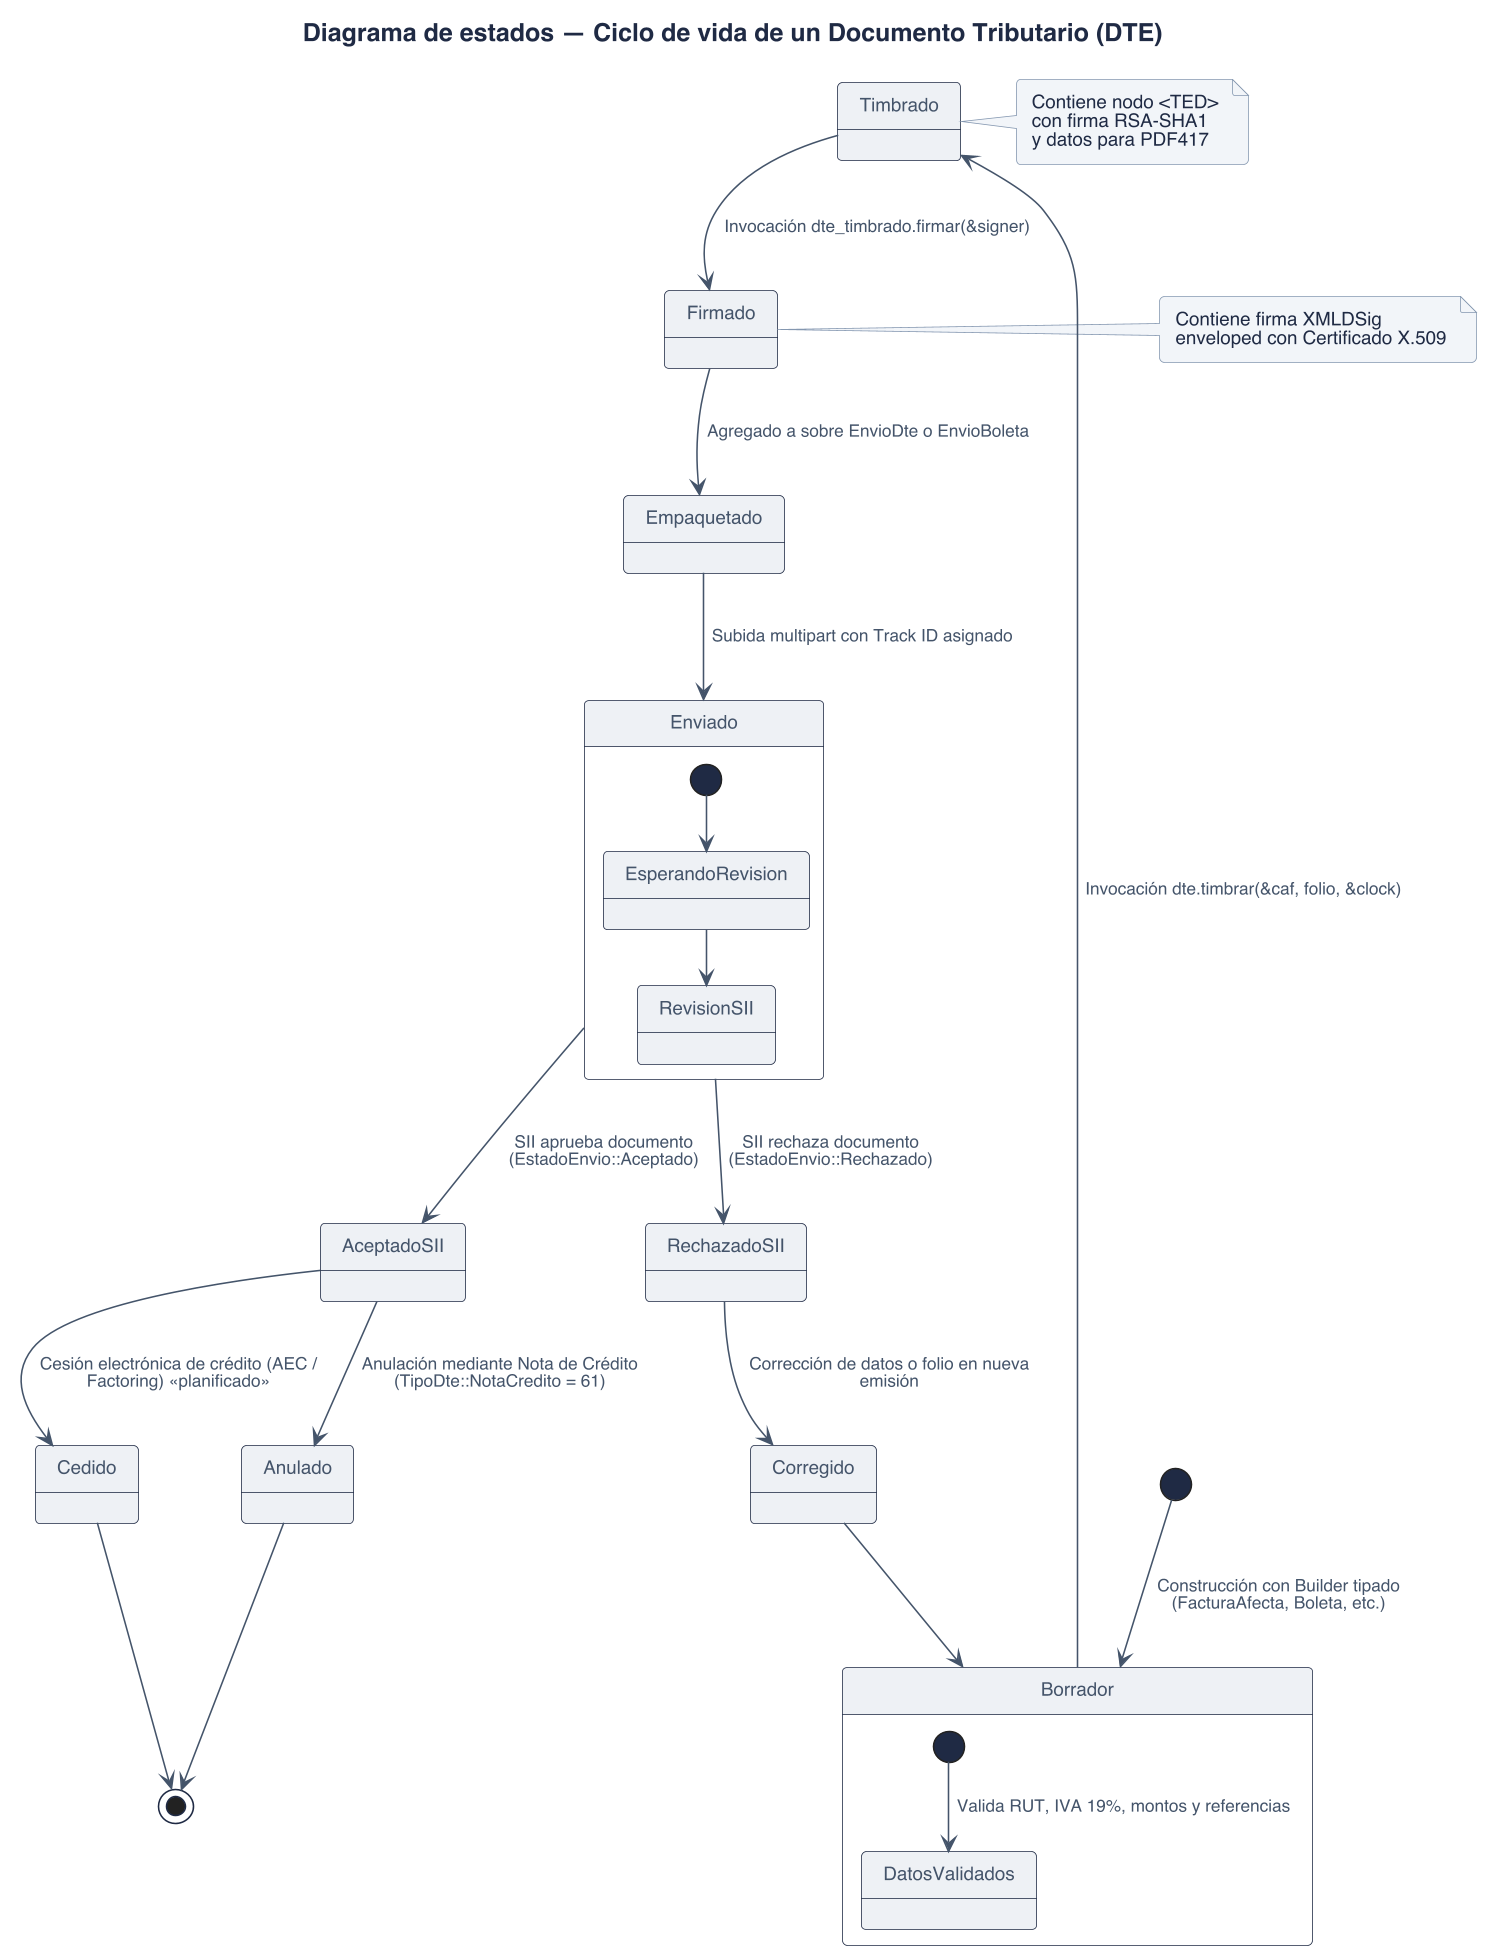 Diagrama de estados — Ciclo de vida de un Documento Tributario (DTE)
Timbrado
Contiene nodo <TED>
con firma RSA-SHA1
y datos para PDF417
Invocación dte_timbrado.firmar(&signer)
Firmado
Contiene firma XMLDSig
enveloped con Certificado X.509
Agregado a sobre EnvioDte o EnvioBoleta
Empaquetado
Subida multipart con Track ID asignado
Enviado
EsperandoRevision
Invocación dte.timbrar(&caf, folio, &clock)
RevisionSII
SII aprueba documento
(EstadoEnvio::Aceptado)
SII rechaza documento
(EstadoEnvio::Rechazado)
AceptadoSII
RechazadoSII
Cesión electrónica de crédito (AEC /
Factoring) «planificado»
Anulación mediante Nota de Crédito
(TipoDte::NotaCredito = 61)
Corrección de datos o folio en nueva
emisión
Cedido
Anulado
Corregido
Construcción con Builder tipado
(FacturaAfecta, Boleta, etc.)
Borrador
Valida RUT, IVA 19%, montos y referencias
DatosValidados